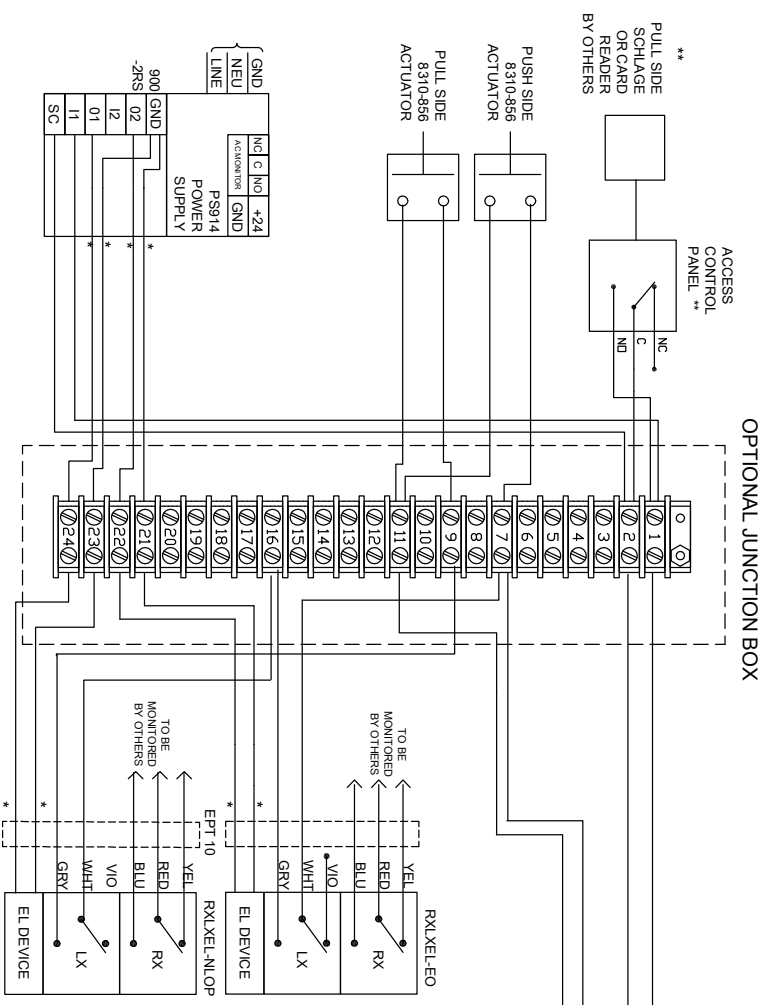 OPTIONAL JUNCTION BOX
**
PULL SIDE
SCHLAGE
OR CARD
READER
BY OTHERS
ACCESS
CONTROL
PANEL **
NC
C
NO
PUSH SIDE
8310-856
ACTUATOR
PULL SIDE
8310-856
ACTUATOR
GND
NEU
LINE
NC C NO
AC MONITOR
+24
GND
PS914
POWER
SUPPLY
900
-2RS
GND
02
I2
01
I1
SC
*
*
*
*
1
2
3
4
5
6
7
8
9
10
11
12
13
14
15
16
17
18
19
20
21
22
23
24
TO BE
MONITORED
BY OTHERS
*
*
YEL
RED
BLU
VIO
WHT
GRY
RX
LX
EL DEVICE
RXLXEL-EO
EPT 10
TO BE
MONITORED
BY OTHERS
*
*
YEL
RED
BLU
VIO
WHT
GRY
RX
LX
EL DEVICE
RXLXEL-NLOP